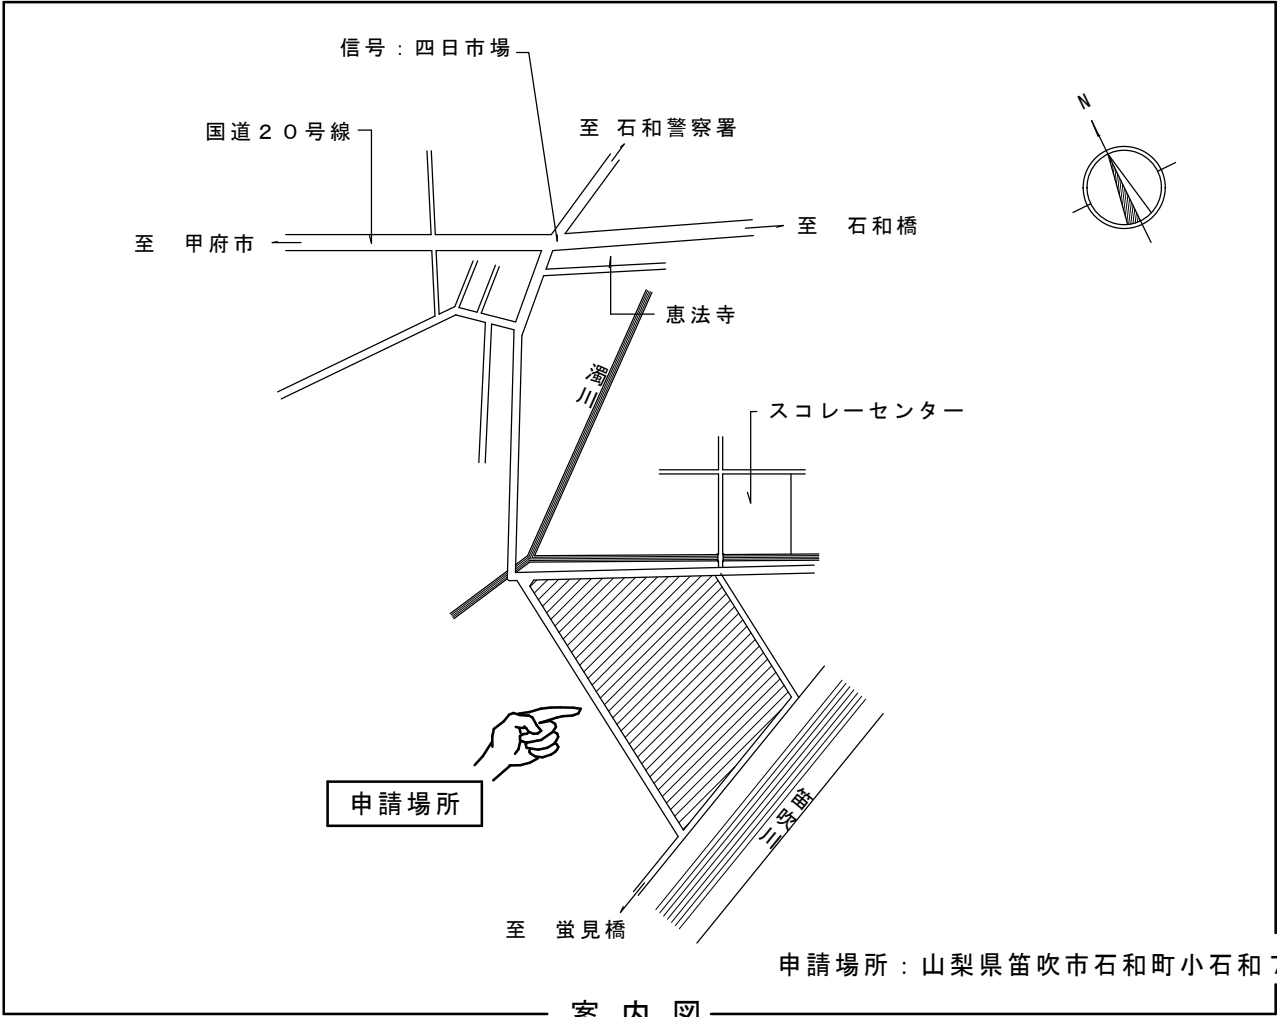 信号：四日市場
N
国道２０号線
至 石和警察署
至 甲府市
至 石和橋
恵法寺
濁川
スコレーセンター
申請場所
笛吹川
至 蛍見橋
申請場所：山梨県笛吹市石和町小石和
案内図